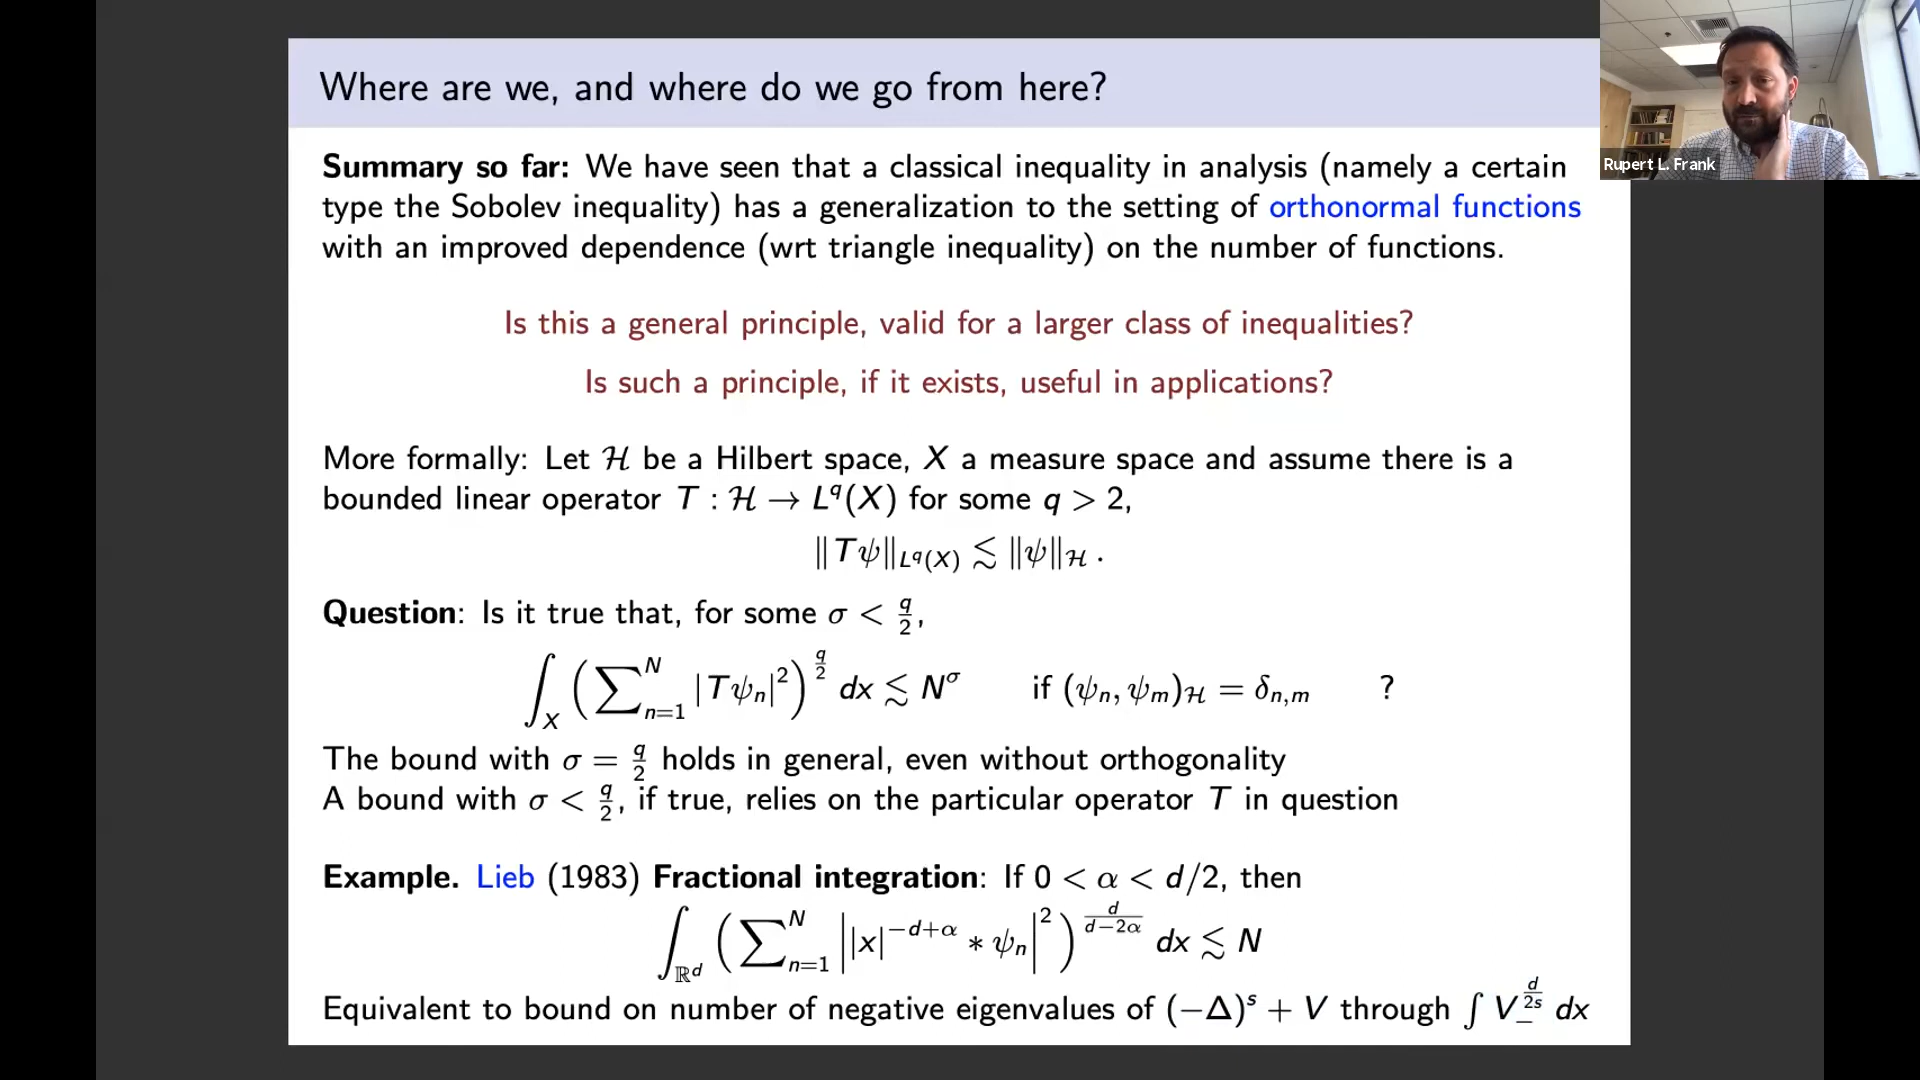 Where are we, and where do we go from here?
Rupert L. Frank
Summary so far: We have seen that a classical inequality in analysis (namely a certain
type the Sobolev inequality) has a generalization to the setting of orthonormal functions
with an improved dependence (wrt triangle inequality) on the number of functions.
Is this a general principle, valid for a larger class of inequalities?
Is such a principle, if it exists, useful in applications?
More formally: Let ℋ be a Hilbert space, X a measure space and assume there is a
bounded linear operator T : ℋ → L^q(X) for some q > 2,
‖Tψ‖_{L^q(X)} ≲ ‖ψ‖_ℋ .
Question: Is it true that, for some σ < q/2,
∫_X (∑_{n=1}^N |Tψ_n|²)^{q/2} dx ≲ N^σ if (ψ_n, ψ_m)_ℋ = δ_{n,m} ?
The bound with σ = q/2 holds in general, even without orthogonality
A bound with σ < q/2, if true, relies on the particular operator T in question
Example. Lieb (1983) Fractional integration: If 0 < α < d/2, then
∫_{ℝ^d} (∑_{n=1}^N ||x|^{−d+α} ∗ ψ_n|²)^{d/(d−2α)} dx ≲ N
Equivalent to bound on number of negative eigenvalues of (−Δ)^s + V through ∫ V_−^{d/2s} dx